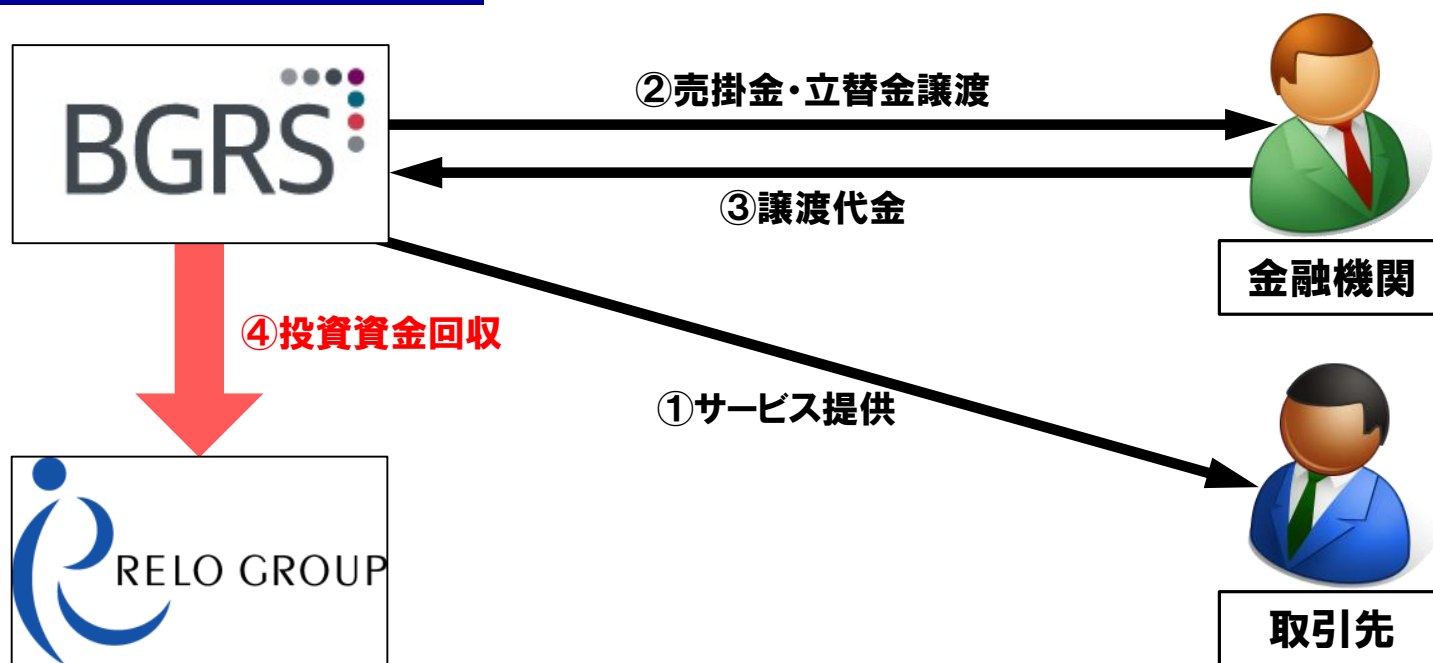 BGRS
②売掛金・立替金譲渡
③譲渡代金
金融機関
④投資資金回収
①サービス提供
RELO GROUP
取引先